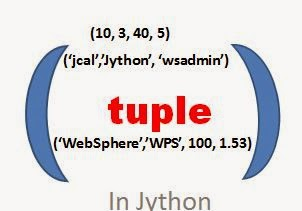 (10, 3, 40, 5)
(‘jcal’,’Jython’, ‘wsadmin’)
tuple
(‘WebSphere’,’WPS’, 100, 1.53)
In Jython